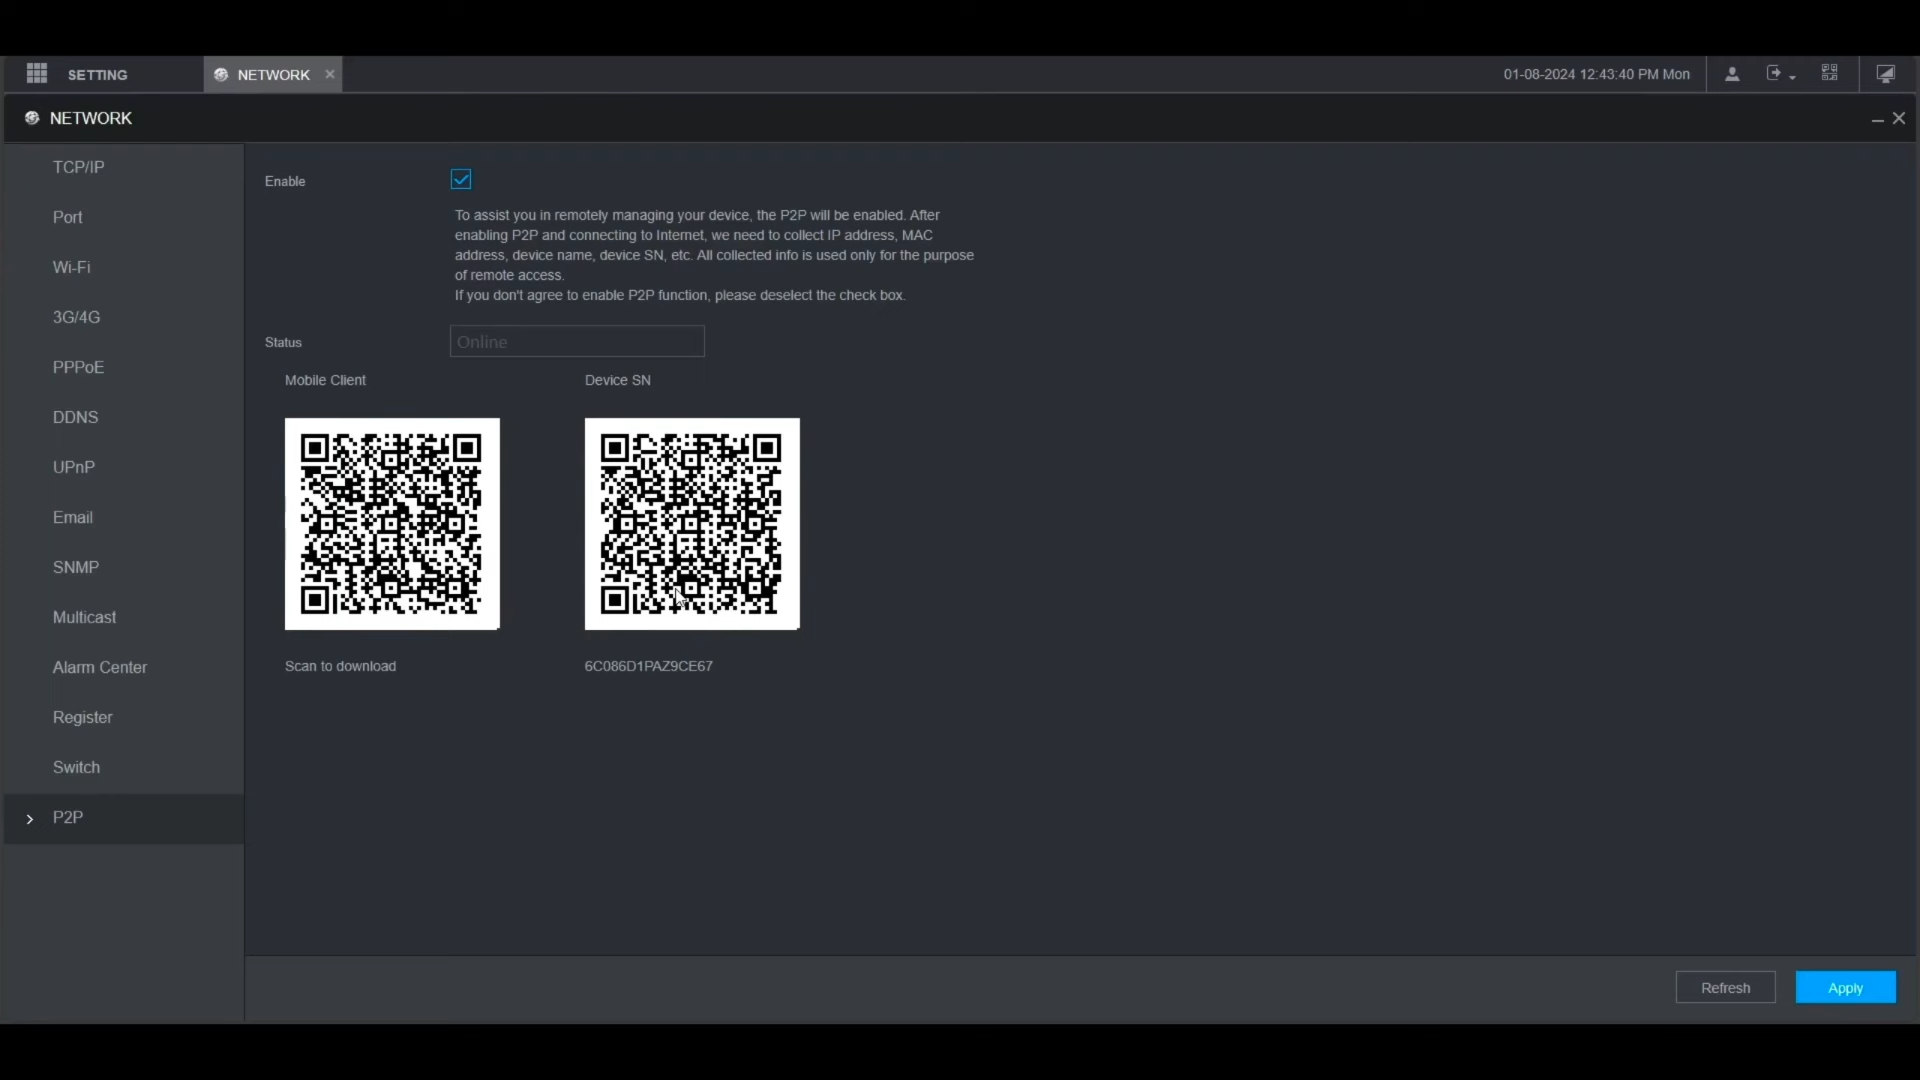 SETTING
NETWORK
01-08-2024 12:43:40 PM Mon
NETWORK
TCP/IP
Port
Wi-Fi
3G/4G
PPPoE
DDNS
UPnP
Email
SNMP
Multicast
Alarm Center
Register
Switch
P2P
Enable
To assist you in remotely managing your device, the P2P will be enabled. After
enabling P2P and connecting to Internet, we need to collect IP address, MAC
address, device name, device SN, etc. All collected info is used only for the purpose
of remote access.
If you don't agree to enable P2P function, please deselect the check box.
Status
Online
Mobile Client
Device SN
Scan to download
6C086D1PAZ9CE67
Refresh
Apply